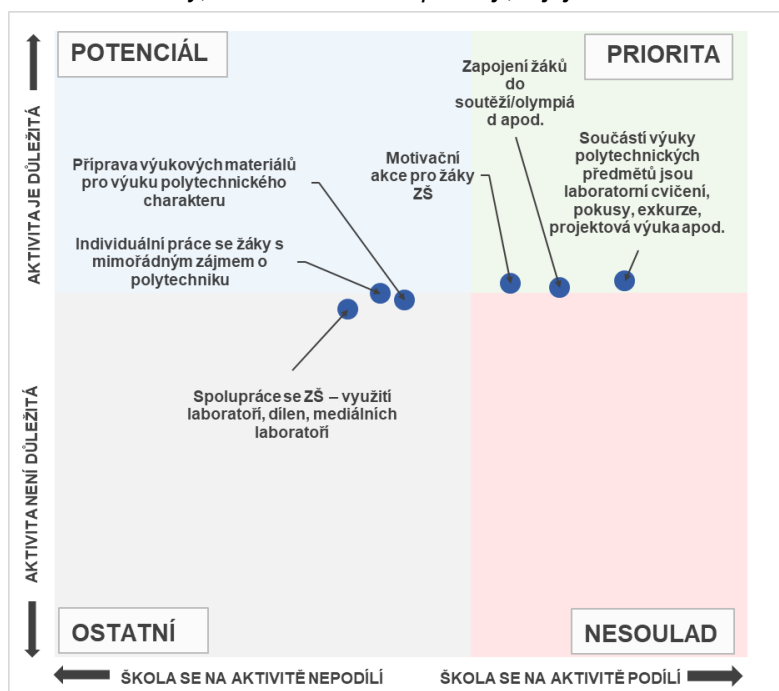 POTENCIÁL
PRIORITA
Zapojení žáků
do
soutěží/olympiá
d apod.
Součástí výuky
polytechnických
předmětů jsou
laboratorní cvičení,
pokusy, exkurze,
projektová výuka apod.
Motivační
akce pro žáky
ZŠ
Příprava výukových materiálů
pro výuku polytechnického
charakteru
Individuální práce se žáky s
mimořádným zájmem o
polytechniku
Spolupráce se ZŠ – využití
laboratoří, dílen, mediálních
laboratoří
AKTIVITA JE DŮLEŽITÁ
AKTIVITA NENÍ DŮLEŽITÁ
OSTATNÍ
NESOULAD
ŠKOLA SE NA AKTIVITĚ NEPODÍLÍ
ŠKOLA SE NA AKTIVITĚ PODÍLÍ